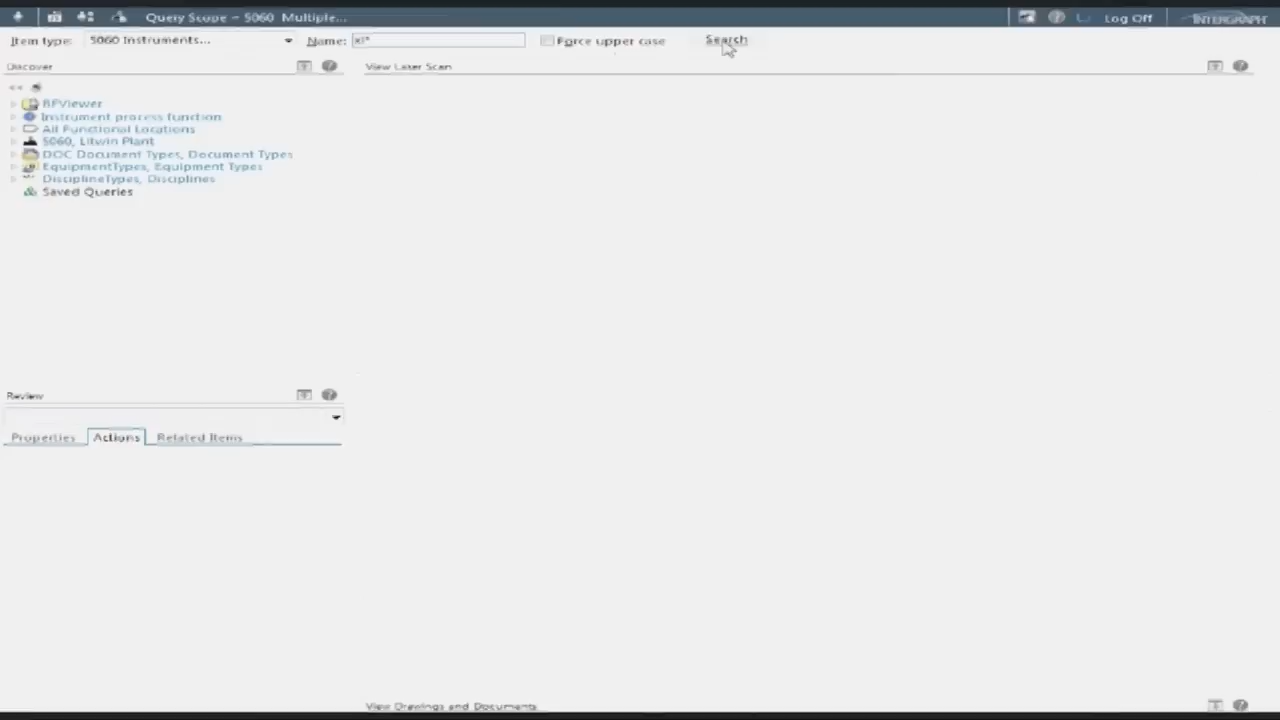 Query Scope - 5060 Multiple... Log Off INTERGRAPH
Item type: 5060 Instruments... Name: xi* Force upper case Search
Discover View Laser Scan
<<
RFViewer
Instrument process function
All Functional Locations
5060, Litwin Plant
DOC Document Types, Document Types
EquipmentTypes, Equipment Types
DisciplineTypes, Disciplines
Saved Queries
Review
Properties Actions Related Items
View Drawings and Documents